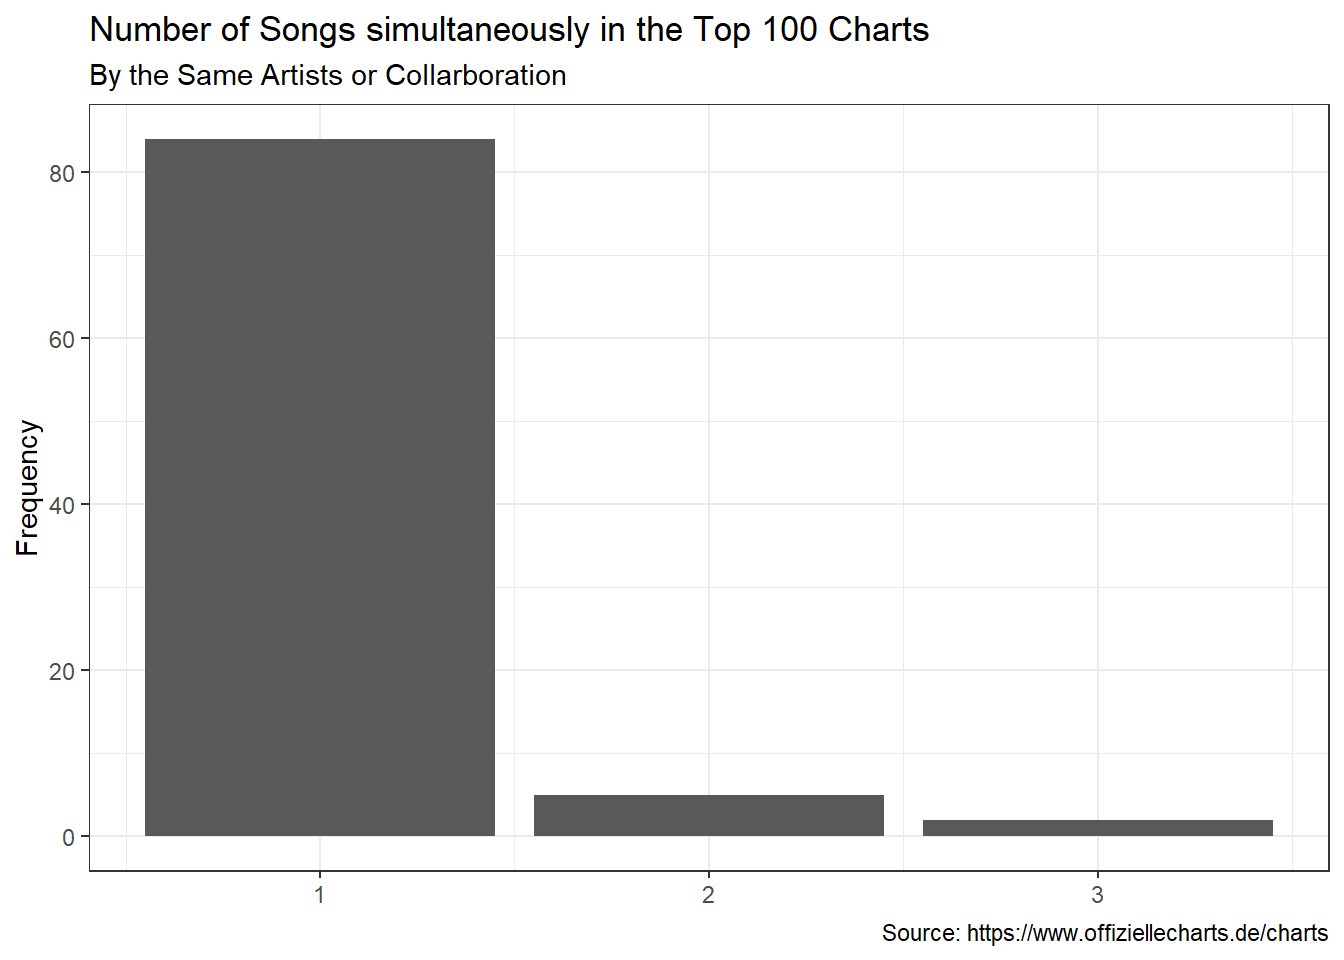 Number of Songs simultaneously in the Top 100 Charts
By the Same Artists or Collarboration
Frequency
80
60
40
20
0
1 2 3
Source: https://www.offiziellecharts.de/charts